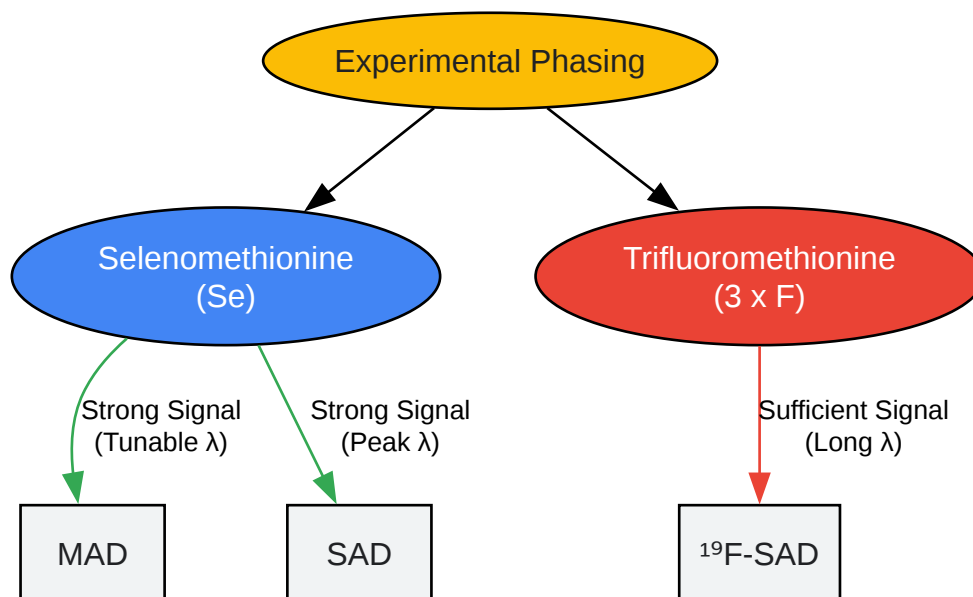 Experimental Phasing
Selenomethionine
(Se)
Trifluoromethionine
(3 x F)
Strong Signal
(Tunable λ)
Strong Signal
(Peak λ)
Sufficient Signal
(Long λ)
MAD
SAD
¹⁹F-SAD